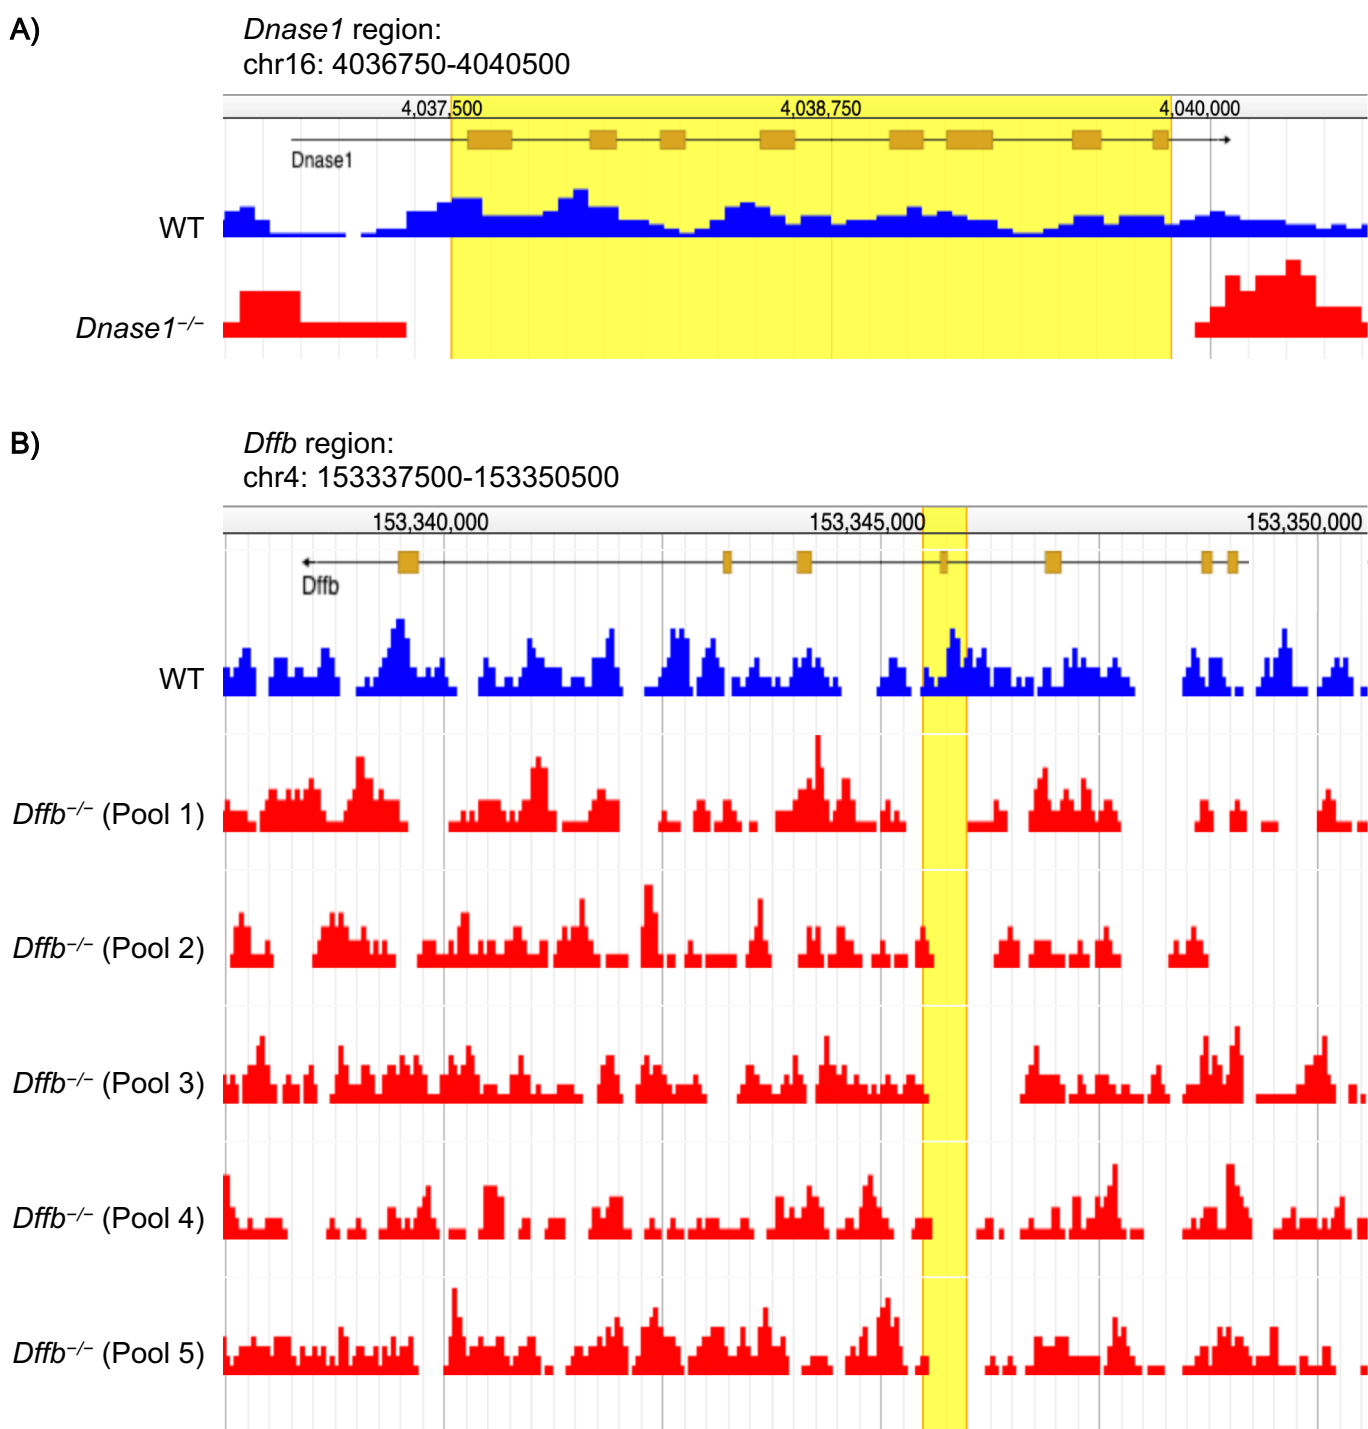 A)
Dnase1 region:
chr16: 4036750-4040500
4,037,500 4,038,750 4,040,000
Dnase1
WT
Dnase1−/−
B)
Dffb region:
chr4: 153337500-153350500
153,340,000 153,345,000 153,350,000
Dffb
WT
Dffb−/− (Pool 1)
Dffb−/− (Pool 2)
Dffb−/− (Pool 3)
Dffb−/− (Pool 4)
Dffb−/− (Pool 5)